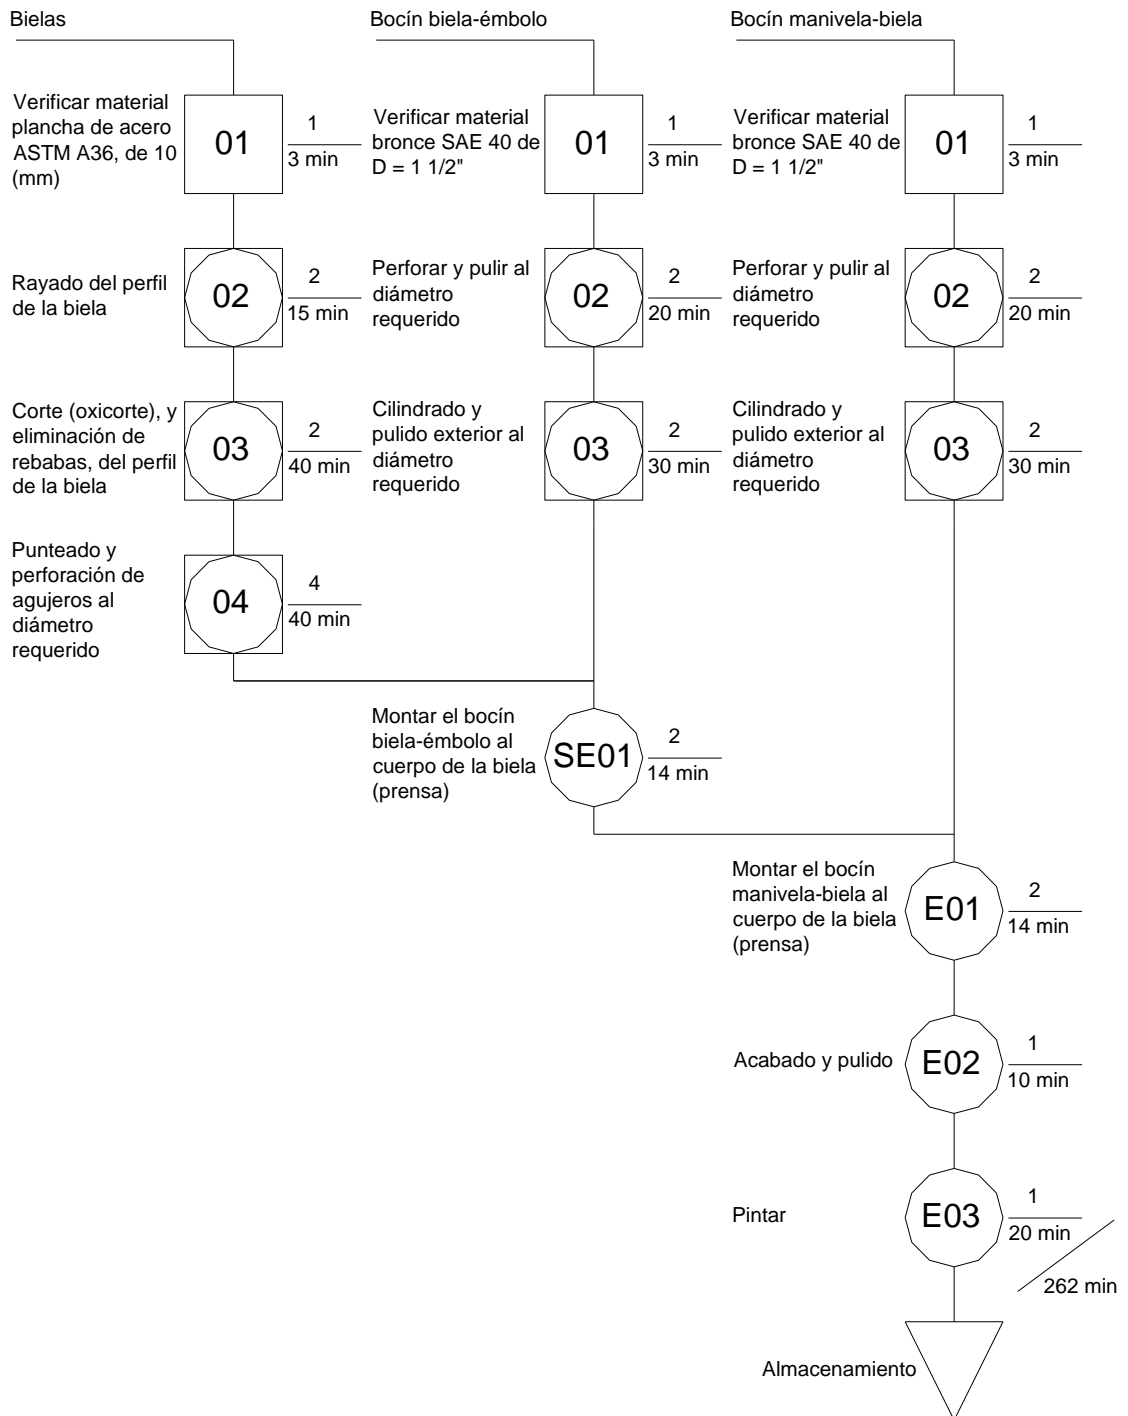 Bielas
Bocín biela-émbolo
Bocín manivela-biela
Verificar material
plancha de acero
ASTM A36, de 10
(mm)
01
1
3 min
Verificar material
bronce SAE 40 de
D = 1 1/2"
01
1
3 min
Verificar material
bronce SAE 40 de
D = 1 1/2"
01
1
3 min
Rayado del perfil
de la biela
02
2
15 min
Perforar y pulir al
diámetro
requerido
02
2
20 min
Perforar y pulir al
diámetro
requerido
02
2
20 min
Corte (oxicorte), y
eliminación de
rebabas, del perfil
de la biela
03
2
40 min
Cilindrado y
pulido exterior al
diámetro
requerido
03
2
30 min
Cilindrado y
pulido exterior al
diámetro
requerido
03
2
30 min
Punteado y
perforación de
agujeros al
diámetro
requerido
04
4
40 min
Montar el bocín
biela-émbolo al
cuerpo de la biela
(prensa)
SE01
2
14 min
Montar el bocín
manivela-biela al
cuerpo de la biela
(prensa)
E01
2
14 min
Acabado y pulido
E02
1
10 min
Pintar
E03
1
20 min
262 min
Almacenamiento